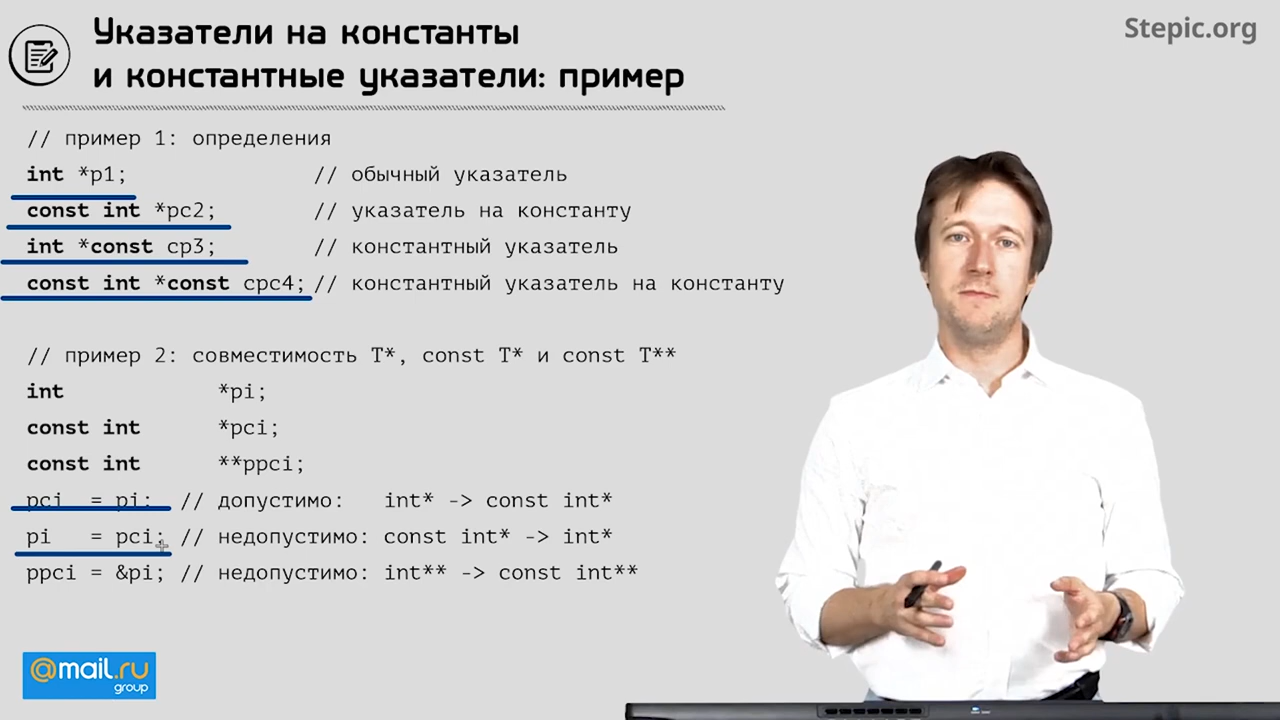 Указатели на константы
и константные указатели: пример
Stepic.org
// пример 1: определения
int *p1; // обычный указатель
const int *pc2; // указатель на константу
int *const cp3; // константный указатель
const int *const cpc4; // константный указатель на константу
// пример 2: совместимость T*, const T* и const T**
int *pi;
const int *pci;
const int **ppci;
pci = pi; // допустимо: int* -> const int*
pi = pci; // недопустимо: const int* -> int*
ppci = &pi; // недопустимо: int** -> const int**
@mail.ru
group